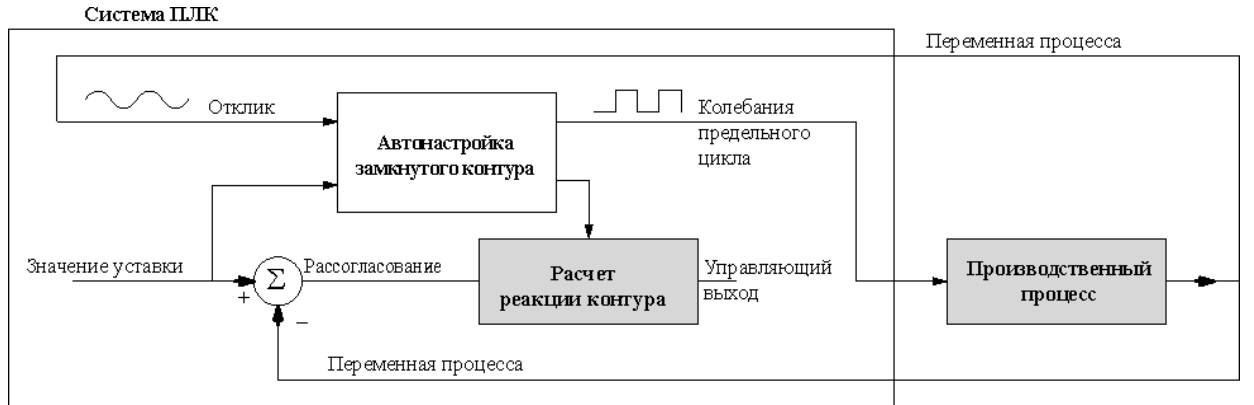 Система ПЛК
Переменная процесса
Отклик
Колебания
предельного
цикла
Автонастройка
замкнутого контура
Значение уставки
+
Σ
−
Рассогласование
Расчет
реакции контура
Управляющий
выход
Производственный
процесс
Переменная процесса